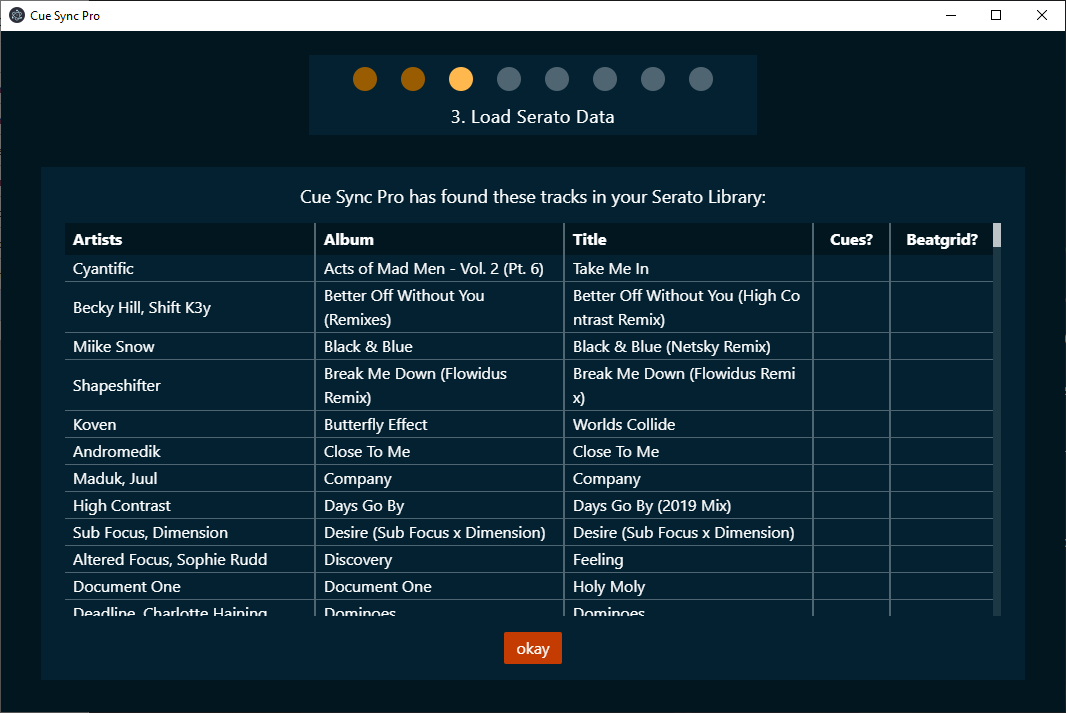 Cue Sync Pro
3. Load Serato Data
Cue Sync Pro has found these tracks in your Serato Library:
Artists Album Title Cues? Beatgrid?
Cyantific Acts of Mad Men - Vol. 2 (Pt. 6) Take Me In
Becky Hill, Shift K3y Better Off Without You Better Off Without You (High Co
(Remixes) ntrast Remix)
Miike Snow Black & Blue Black & Blue (Netsky Remix)
Shapeshifter Break Me Down (Flowidus Break Me Down (Flowidus Remi
Remix) x)
Koven Butterfly Effect Worlds Collide
Andromedik Close To Me Close To Me
Maduk, Juul Company Company
High Contrast Days Go By Days Go By (2019 Mix)
Sub Focus, Dimension Desire (Sub Focus x Dimension) Desire (Sub Focus x Dimension)
Altered Focus, Sophie Rudd Discovery Feeling
Document One Document One Holy Moly
Deadline, Charlotte Haining Dominoes Dominoes
okay